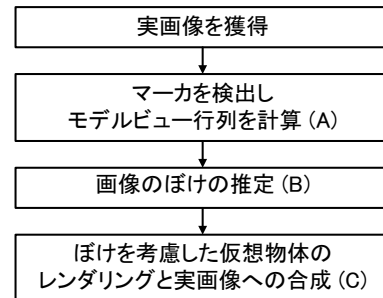 実画像を獲得
マーカを検出し
モデルビュー行列を計算 (A)
画像のぼけの推定 (B)
ぼけを考慮した仮想物体の
レンダリングと実画像への合成 (C)